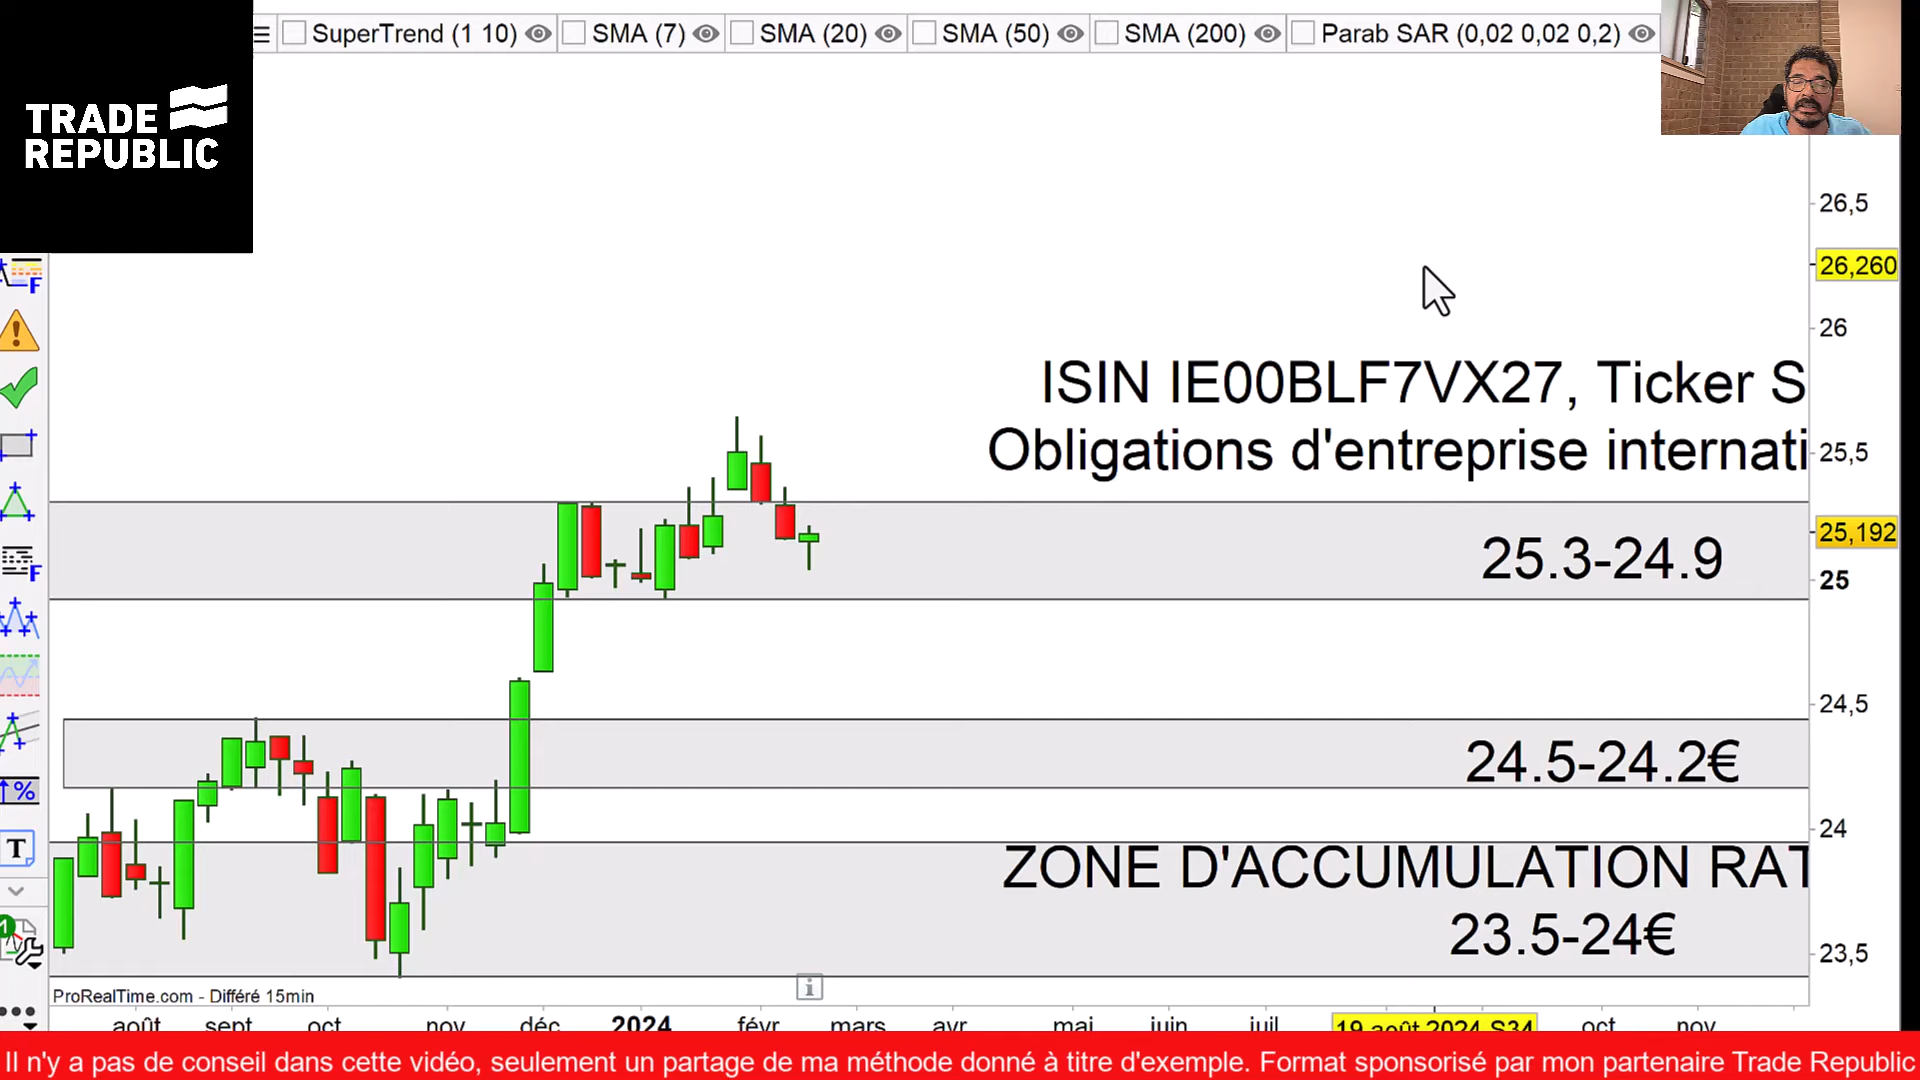 SuperTrend (1 10) SMA (7) SMA (20) SMA (50) SMA (200) Parab SAR (0,02 0,02 0,2)
TRADE
REPUBLIC
26,5
26,260
26
ISIN IE00BLF7VX27, Ticker S
Obligations d'entreprise internati
25,5
25,192
25.3-24.9
25
24,5
24.5-24.2€
24
ZONE D'ACCUMULATION RAT
23.5-24€
23,5
F
F
%
T
1
ProRealTime.com - Différé 15min
i
août sept oct nov déc 2024 févr mars avr mai juin juil 19 août 2024 S34 oct nov
Il n'y a pas de conseil dans cette vidéo, seulement un partage de ma méthode donné à titre d'exemple. Format sponsorisé par mon partenaire Trade Republic